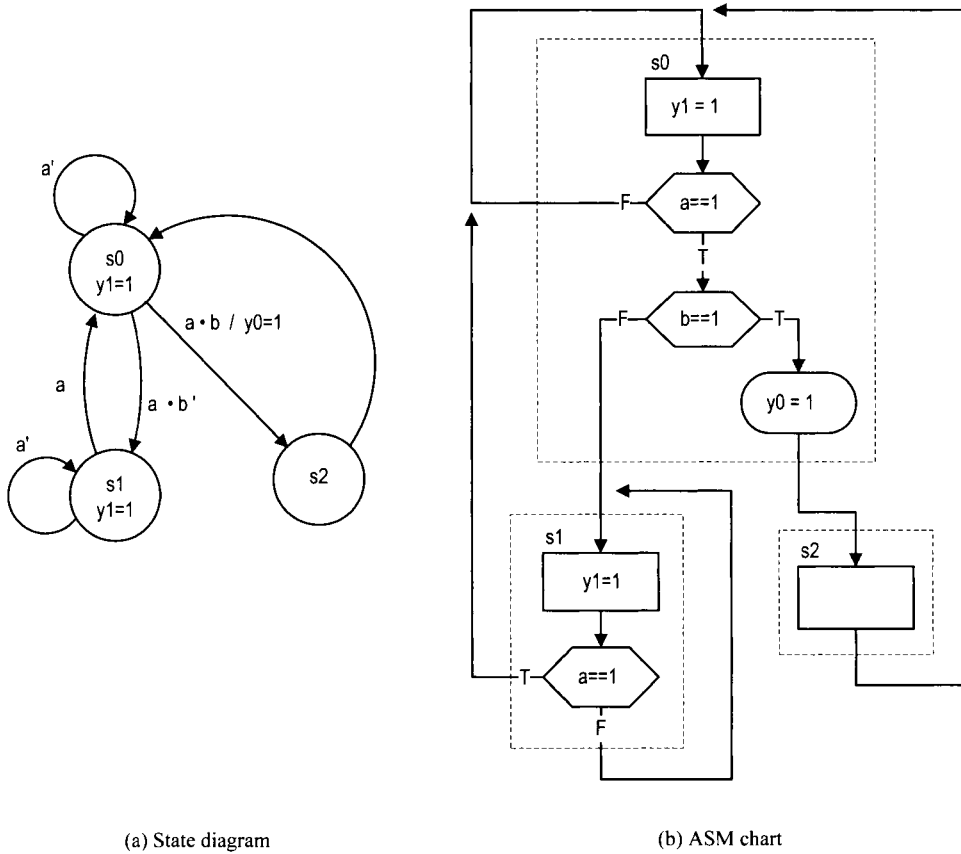 a'
s0
y1=1
a • b / y0=1
a
a • b '
a'
s1
y1=1
s2
(a) State diagram
s0
y1 = 1
F
a==1
T
F
b==1
T
y0 = 1
s1
y1=1
T
a==1
F
s2
(b) ASM chart